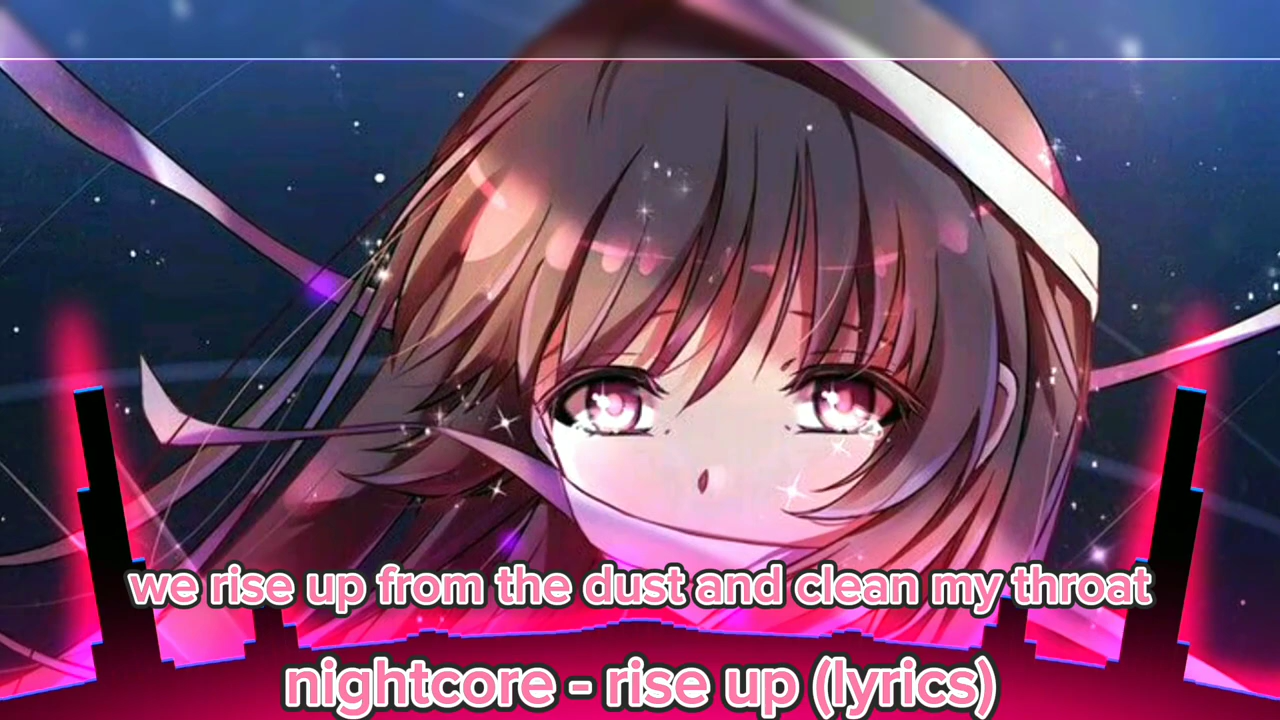 we rise up from the dust and clean my throat
nightcore - rise up (lyrics)